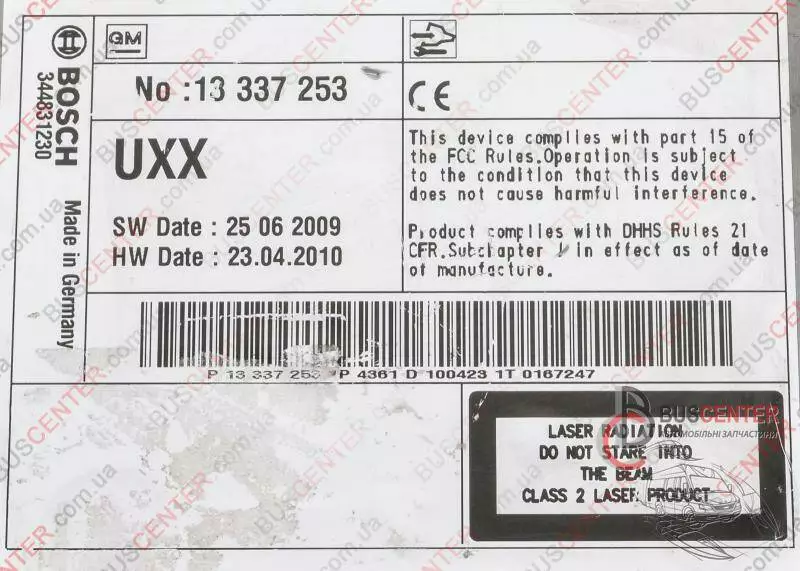 BOSCH
344831230
Made in Germany
GM
No :13 337 253
UXX
SW Date : 25 06 2009
HW Date : 23.04.2010
CE
This device complies with part 15 of
the FCC Rules.Operation is subject
to the condition that this device
does not cause harmful interference.
Product complies with DHHS Rules 21
CFR.Subchapter J in effect as of date
of manufacture.
P 13 337 253 P 4361 D 100423 1T 0167247
LASER RADIATION
DO NOT STARE INTO
THE BEAM
CLASS 2 LASER PRODUCT
BUSCENTER
АВТОМОБІЛЬНІ ЗАПЧАСТИНИ
BUSCENTER.com.ua